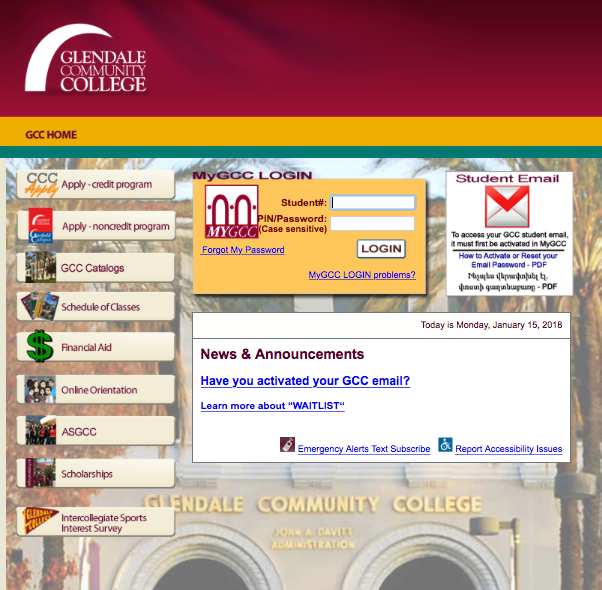 GLENDALE
COMMUNITY
COLLEGE
GCC HOME
CCC
Apply
Apply - credit program
Apply - noncredit program
GCC Catalogs
Schedule of Classes
Financial Aid
Online Orientation
ASGCC
Scholarships
Intercollegiate Sports
Interest Survey
MyGCC LOGIN
MYGCC
Student#:
PIN/Password:
(Case sensitive)
Forgot My Password
LOGIN
MyGCC LOGIN problems?
Student Email
To access your GCC student email,
it must first be activated in MyGCC
How to Activate or Reset your
Email Password - PDF
Ինչպես վերափոխել էլ.
փոստի գաղտնաբառը - PDF
Today is Monday, January 15, 2018
News & Announcements
Have you activated your GCC email?
Learn more about "WAITLIST"
Emergency Alerts Text Subscribe
Report Accessibility Issues
GLENDALE COMMUNITY COLLEGE
JOHN A. DAVITT
ADMINISTRATION